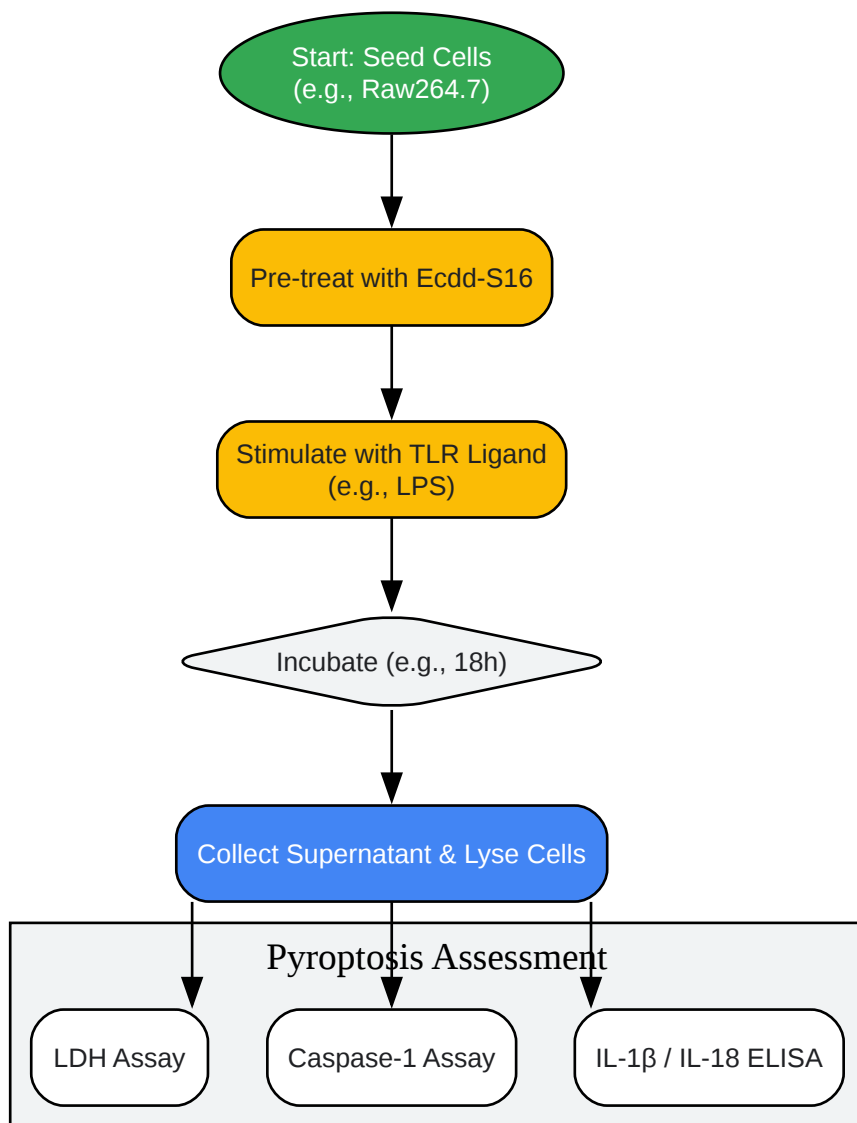 Start: Seed Cells
(e.g., Raw264.7)
Pre-treat with Ecdd-S16
Stimulate with TLR Ligand
(e.g., LPS)
Incubate (e.g., 18h)
Collect Supernatant & Lyse Cells
Pyroptosis Assessment
LDH Assay
Caspase-1 Assay
IL-1β / IL-18 ELISA